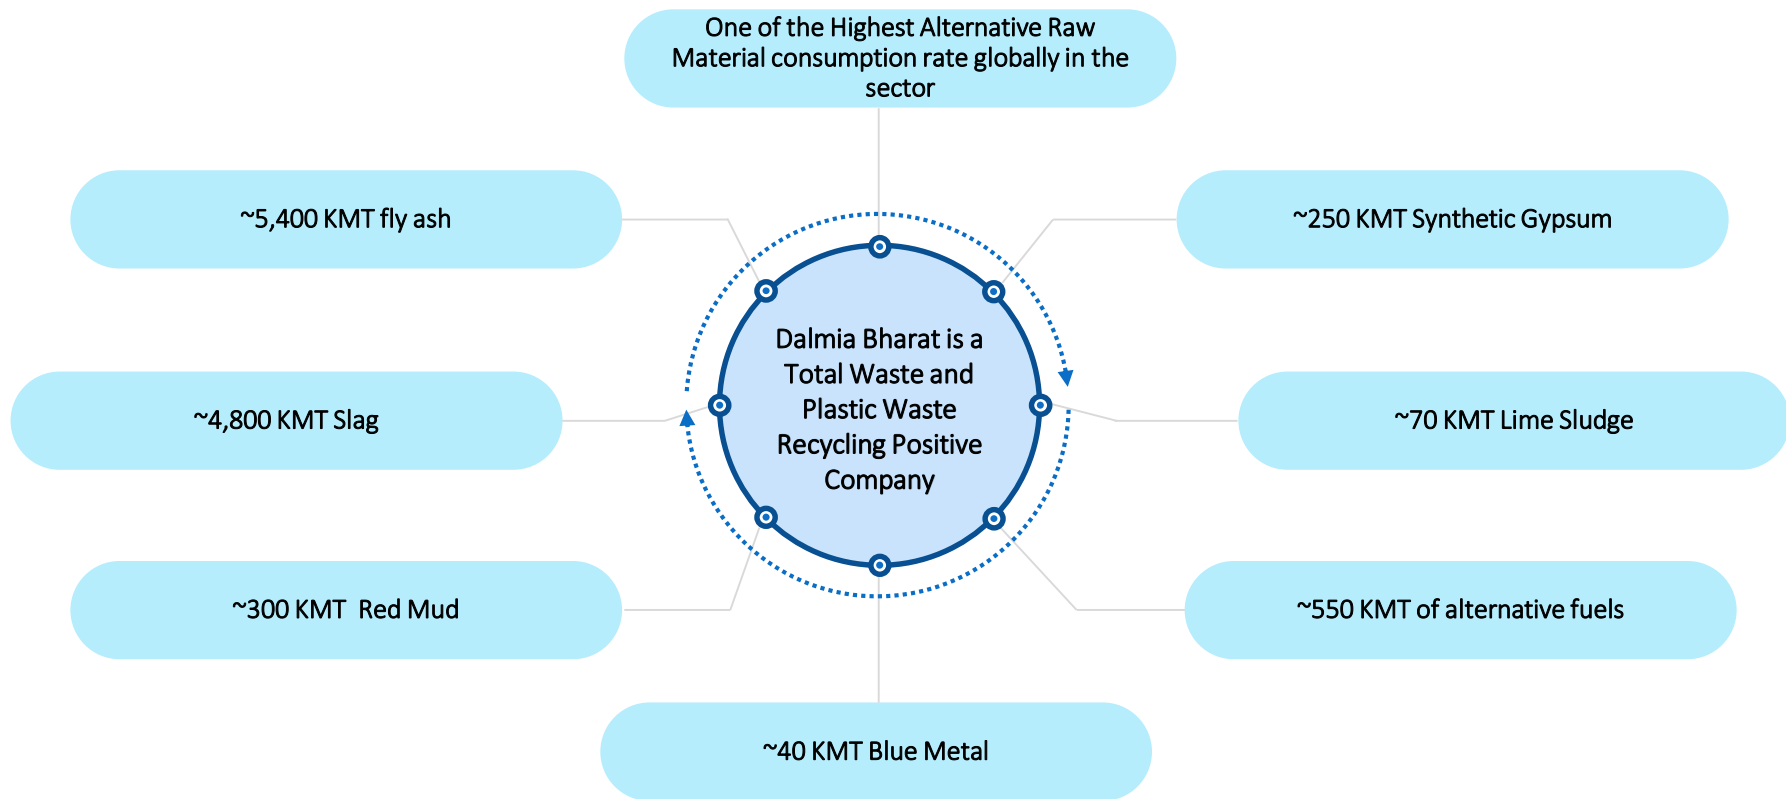 One of the Highest Alternative Raw
Material consumption rate globally in the
sector
~5,400 KMT fly ash
~250 KMT Synthetic Gypsum
Dalmia Bharat is a
Total Waste and
Plastic Waste
Recycling Positive
Company
~4,800 KMT Slag
~70 KMT Lime Sludge
~300 KMT  Red Mud
~550 KMT of alternative fuels
~40 KMT Blue Metal